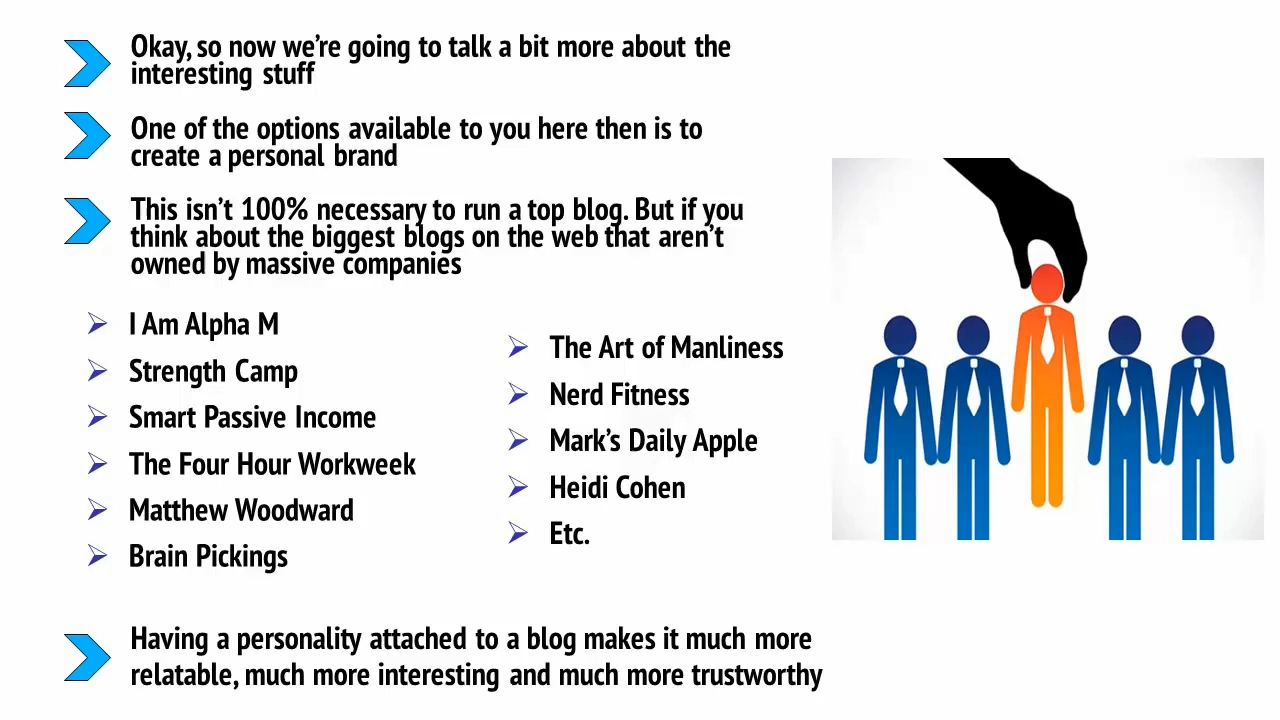 Okay, so now we’re going to talk a bit more about the
interesting stuff
One of the options available to you here then is to
create a personal brand
This isn’t 100% necessary to run a top blog. But if you
think about the biggest blogs on the web that aren’t
owned by massive companies
I Am Alpha M
Strength Camp
Smart Passive Income
The Four Hour Workweek
Matthew Woodward
Brain Pickings
The Art of Manliness
Nerd Fitness
Mark’s Daily Apple
Heidi Cohen
Etc.
Having a personality attached to a blog makes it much more
relatable, much more interesting and much more trustworthy